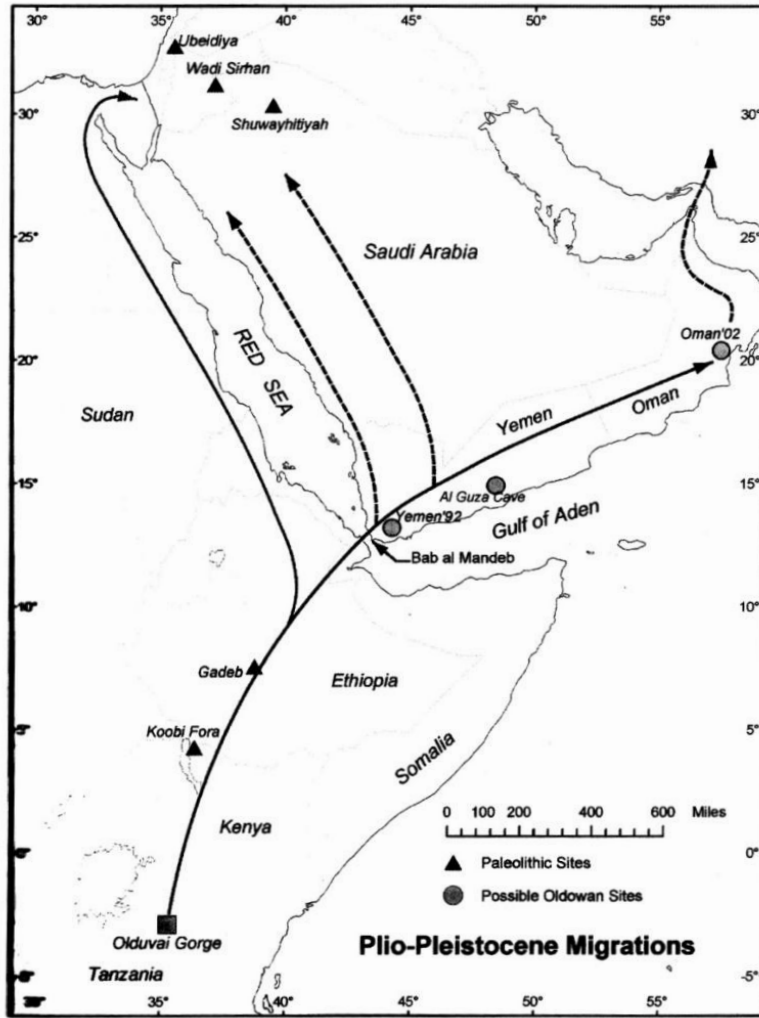 35° 40° 45° 50° 55°
Ubeidiya
Wadi Sirhan
30° 30°
Shuwayhitiyah
25° 25°
Saudi Arabia
RED SEA
Oman'02
20° 20°
Sudan
Yemen
Oman
15° 15°
Al Guza Cave
Yemen'92
Gulf of Aden
Bab al Mandeb
10° 10°
Gadeb
Ethiopia
5° 5°
Koobi Fora
Somalia
0 100 200 400 600 Miles
Kenya
0° 0°
Paleolithic Sites
Possible Oldowan Sites
Olduvai Gorge
Plio-Pleistocene Migrations
Tanzania
-5°
35° 40° 45° 50° 55°